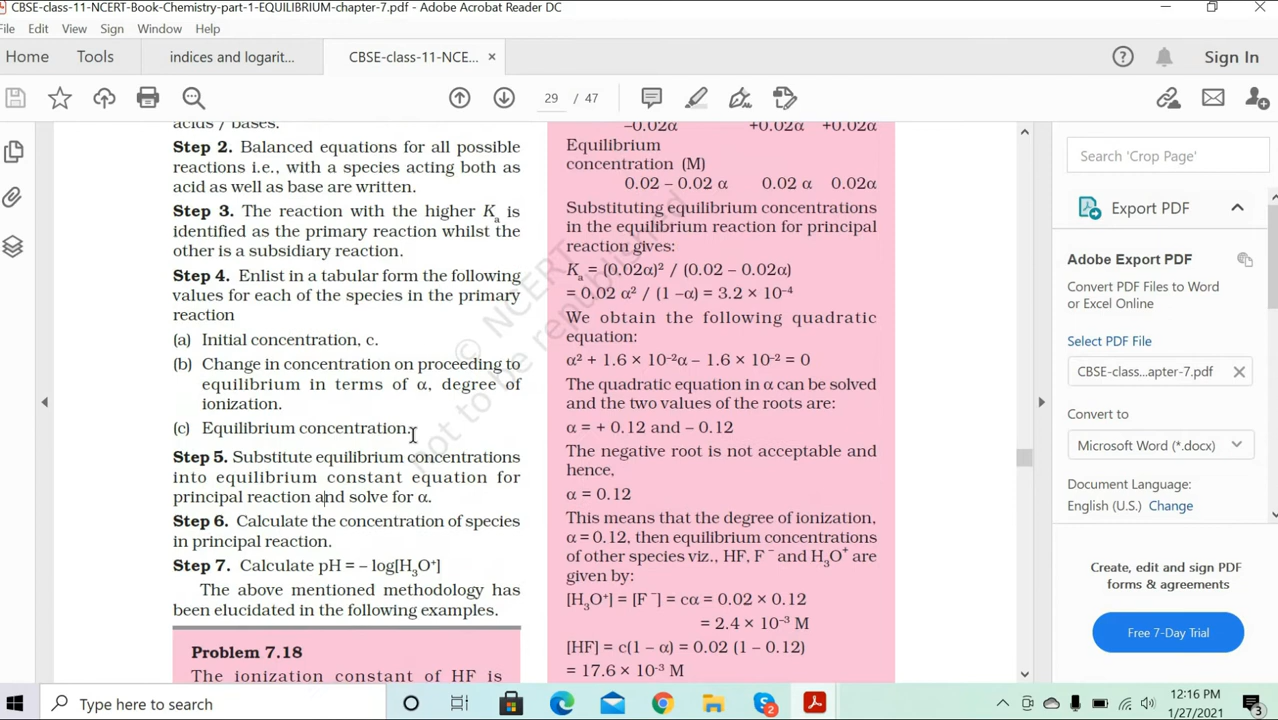 CBSE-class-11-NCERT-Book-Chemistry-part-1-EQUILIBRIUM-chapter-7.pdf - Adobe Acrobat Reader DC
File Edit View Sign Window Help
Home Tools indices and logarit... CBSE-class-11-NCE... × Sign In
29 / 47
acids / bases.
Step 2. Balanced equations for all possible
reactions i.e., with a species acting both as
acid as well as base are written.
Step 3. The reaction with the higher Ka is
identified as the primary reaction whilst the
other is a subsidiary reaction.
Step 4. Enlist in a tabular form the following
values for each of the species in the primary
reaction
(a) Initial concentration, c.
(b) Change in concentration on proceeding to
equilibrium in terms of α, degree of
ionization.
(c) Equilibrium concentration.
Step 5. Substitute equilibrium concentrations
into equilibrium constant equation for
principal reaction and solve for α.
Step 6. Calculate the concentration of species
in principal reaction.
Step 7. Calculate pH = – log[H₃O⁺]
The above mentioned methodology has
been elucidated in the following examples.
Problem 7.18
The ionization constant of HF is
–0.02α +0.02α +0.02α
Equilibrium
concentration (M)
0.02 – 0.02 α 0.02 α 0.02α
Substituting equilibrium concentrations
in the equilibrium reaction for principal
reaction gives:
Ka = (0.02α)² / (0.02 – 0.02α)
= 0.02 α² / (1 –α) = 3.2 × 10⁻⁴
We obtain the following quadratic
equation:
α² + 1.6 × 10⁻²α – 1.6 × 10⁻² = 0
The quadratic equation in α can be solved
and the two values of the roots are:
α = + 0.12 and – 0.12
The negative root is not acceptable and
hence,
α = 0.12
This means that the degree of ionization,
α = 0.12, then equilibrium concentrations
of other species viz., HF, F⁻ and H₃O⁺ are
given by:
[H₃O⁺] = [F⁻] = cα = 0.02 × 0.12
= 2.4 × 10⁻³ M
[HF] = c(1 – α) = 0.02 (1 – 0.12)
= 17.6 × 10⁻³ M
© NCERT
not to be republished
Search 'Crop Page'
Export PDF
Adobe Export PDF
Convert PDF Files to Word
or Excel Online
Select PDF File
CBSE-class...apter-7.pdf ×
Convert to
Microsoft Word (*.docx)
Document Language:
English (U.S.) Change
Create, edit and sign PDF
forms & agreements
Free 7-Day Trial
Type here to search
2
12:16 PM
1/27/2021
3